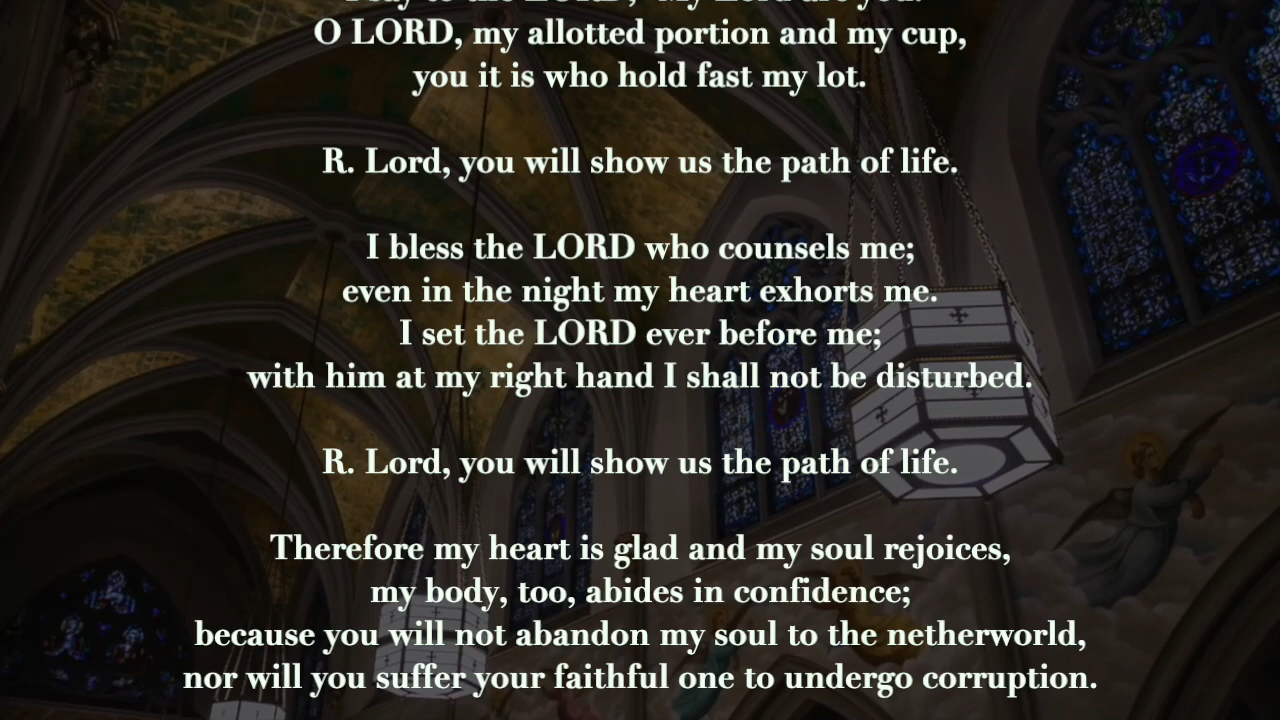 O LORD, my allotted portion and my cup,
you it is who hold fast my lot.
R. Lord, you will show us the path of life.
I bless the LORD who counsels me;
even in the night my heart exhorts me.
I set the LORD ever before me;
with him at my right hand I shall not be disturbed.
R. Lord, you will show us the path of life.
Therefore my heart is glad and my soul rejoices,
my body, too, abides in confidence;
because you will not abandon my soul to the netherworld,
nor will you suffer your faithful one to undergo corruption.